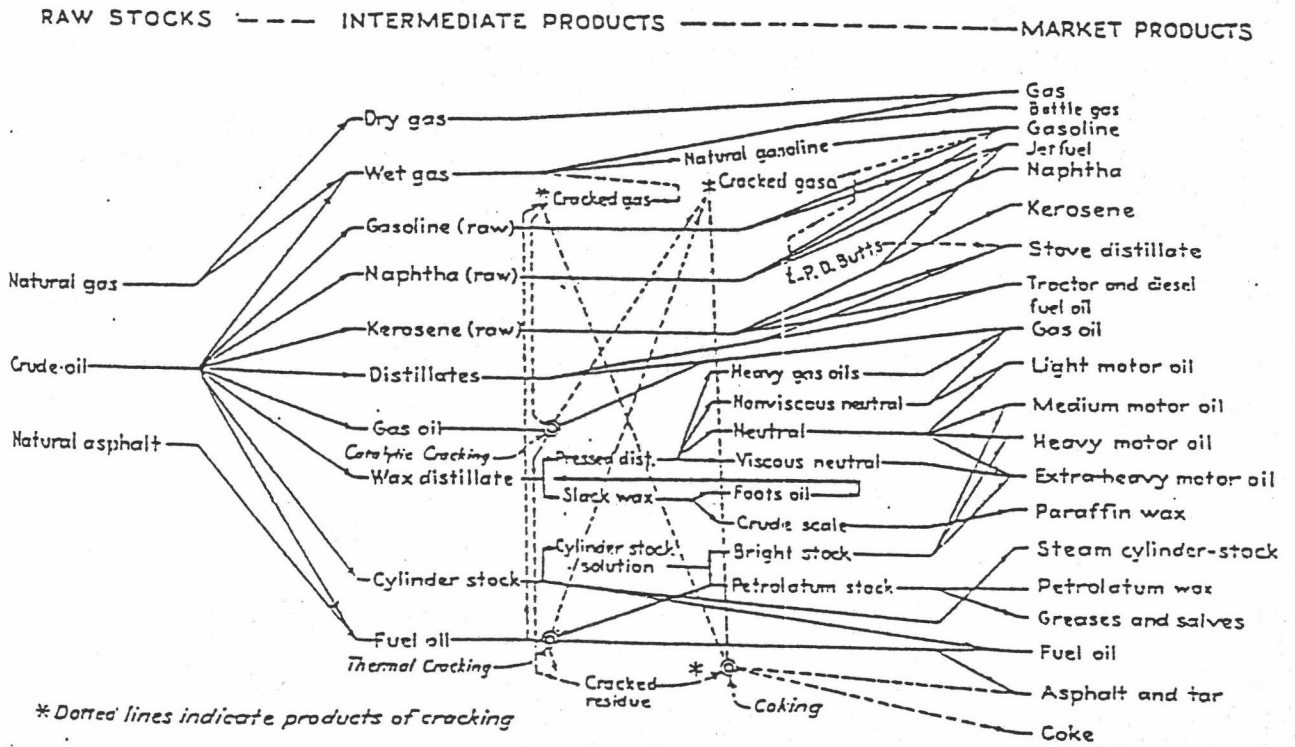 RAW STOCKS INTERMEDIATE PRODUCTS MARKET PRODUCTS
Natural gas
Crude-oil
Natural asphalt
Dry gas
Wet gas
Gasoline (raw)
Naphtha (raw)
Kerosene (raw)
Distillates
Gas oil
Catalytic Cracking
Wax distillate
Cylinder stock
Fuel oil
Thermal Cracking
* Cracked gas
Pressed dist.
Slack wax
Cylinder stock
/solution
Cracked
residue
*
Coking
Natural gasoline
* Cracked gaso
L.P.D. Butts
Heavy gas oils
Nonviscous neutral
Neutral
Viscous neutral
Foots oil
Crude scale
Bright stock
Petrolatum stock
Gas
Bottle gas
Gasoline
Jet fuel
Naphtha
Kerosene
Stove distillate
Tractor and diesel
fuel oil
Gas oil
Light motor oil
Medium motor oil
Heavy motor oil
Extra-heavy motor oil
Paraffin wax
Steam cylinder-stock
Petrolatum wax
Greases and salves
Fuel oil
Asphalt and tar
Coke
* Dotted lines indicate products of cracking